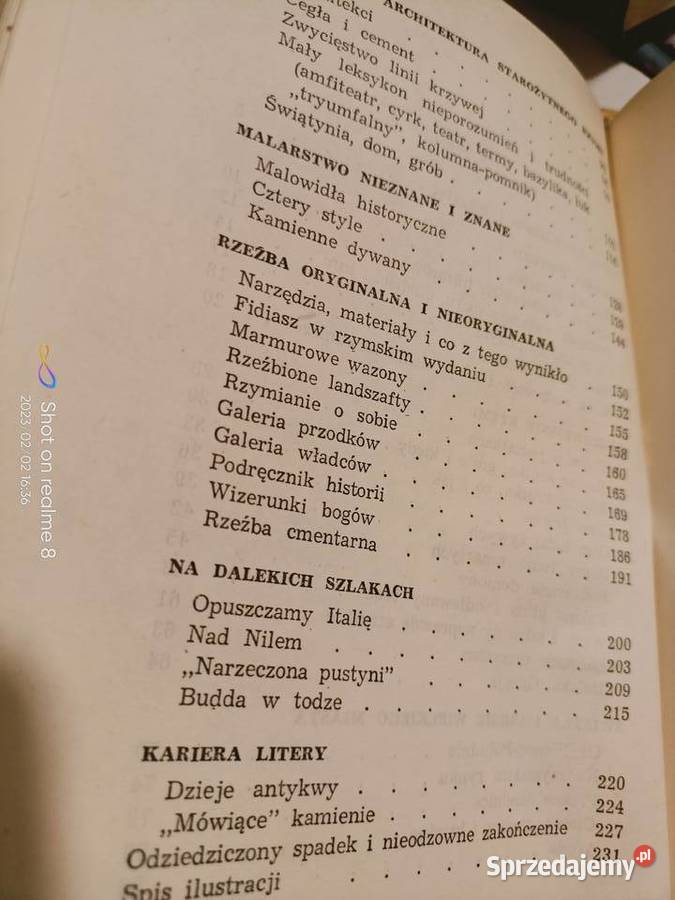 ARCHITEKTURA STAROŻYTNEGO
Cegła i cement
Zwycięstwo linii krzywej
Mały leksykon nieporozumień i trudności
(amfiteatr, cyrk, teatr, termy, bazylika, łuk
„tryumfalny", kolumna-pomnik)
Świątynia, dom, grób
MALARSTWO NIEZNANE I ZNANE
Malowidła historyczne
Cztery style
Kamienne dywany . . . . . 144
RZEŹBA ORYGINALNA I NIEORYGINALNA
Narzędzia, materiały i co z tego wynikło . 150
Fidiasz w rzymskim wydaniu . . . . 152
Marmurowe wazony . . . . . . 155
Rzeźbione landszafty . . . . . . 158
Rzymianie o sobie . . . . . . 160
Galeria przodków . . . . . . 165
Galeria władców . . . . . . 169
Podręcznik historii . . . . . . 178
Wizerunki bogów . . . . . . 186
Rzeźba cmentarna . . . . . . 191
NA DALEKICH SZLAKACH
Opuszczamy Italię . . . . . . 200
Nad Nilem . . . . . . . 203
„Narzeczona pustyni" . . . . . . 209
Budda w todze . . . . . . . 215
KARIERA LITERY
Dzieje antykwy . . . . . . . 220
„Mówiące" kamienie . . . . . . 224
Odziedziczony spadek i nieodzowne zakończenie 227
Spis ilustracji . . . . . . . 231
Shot on realme 8
2023.02.02 16:36
Sprzedajemy.pl